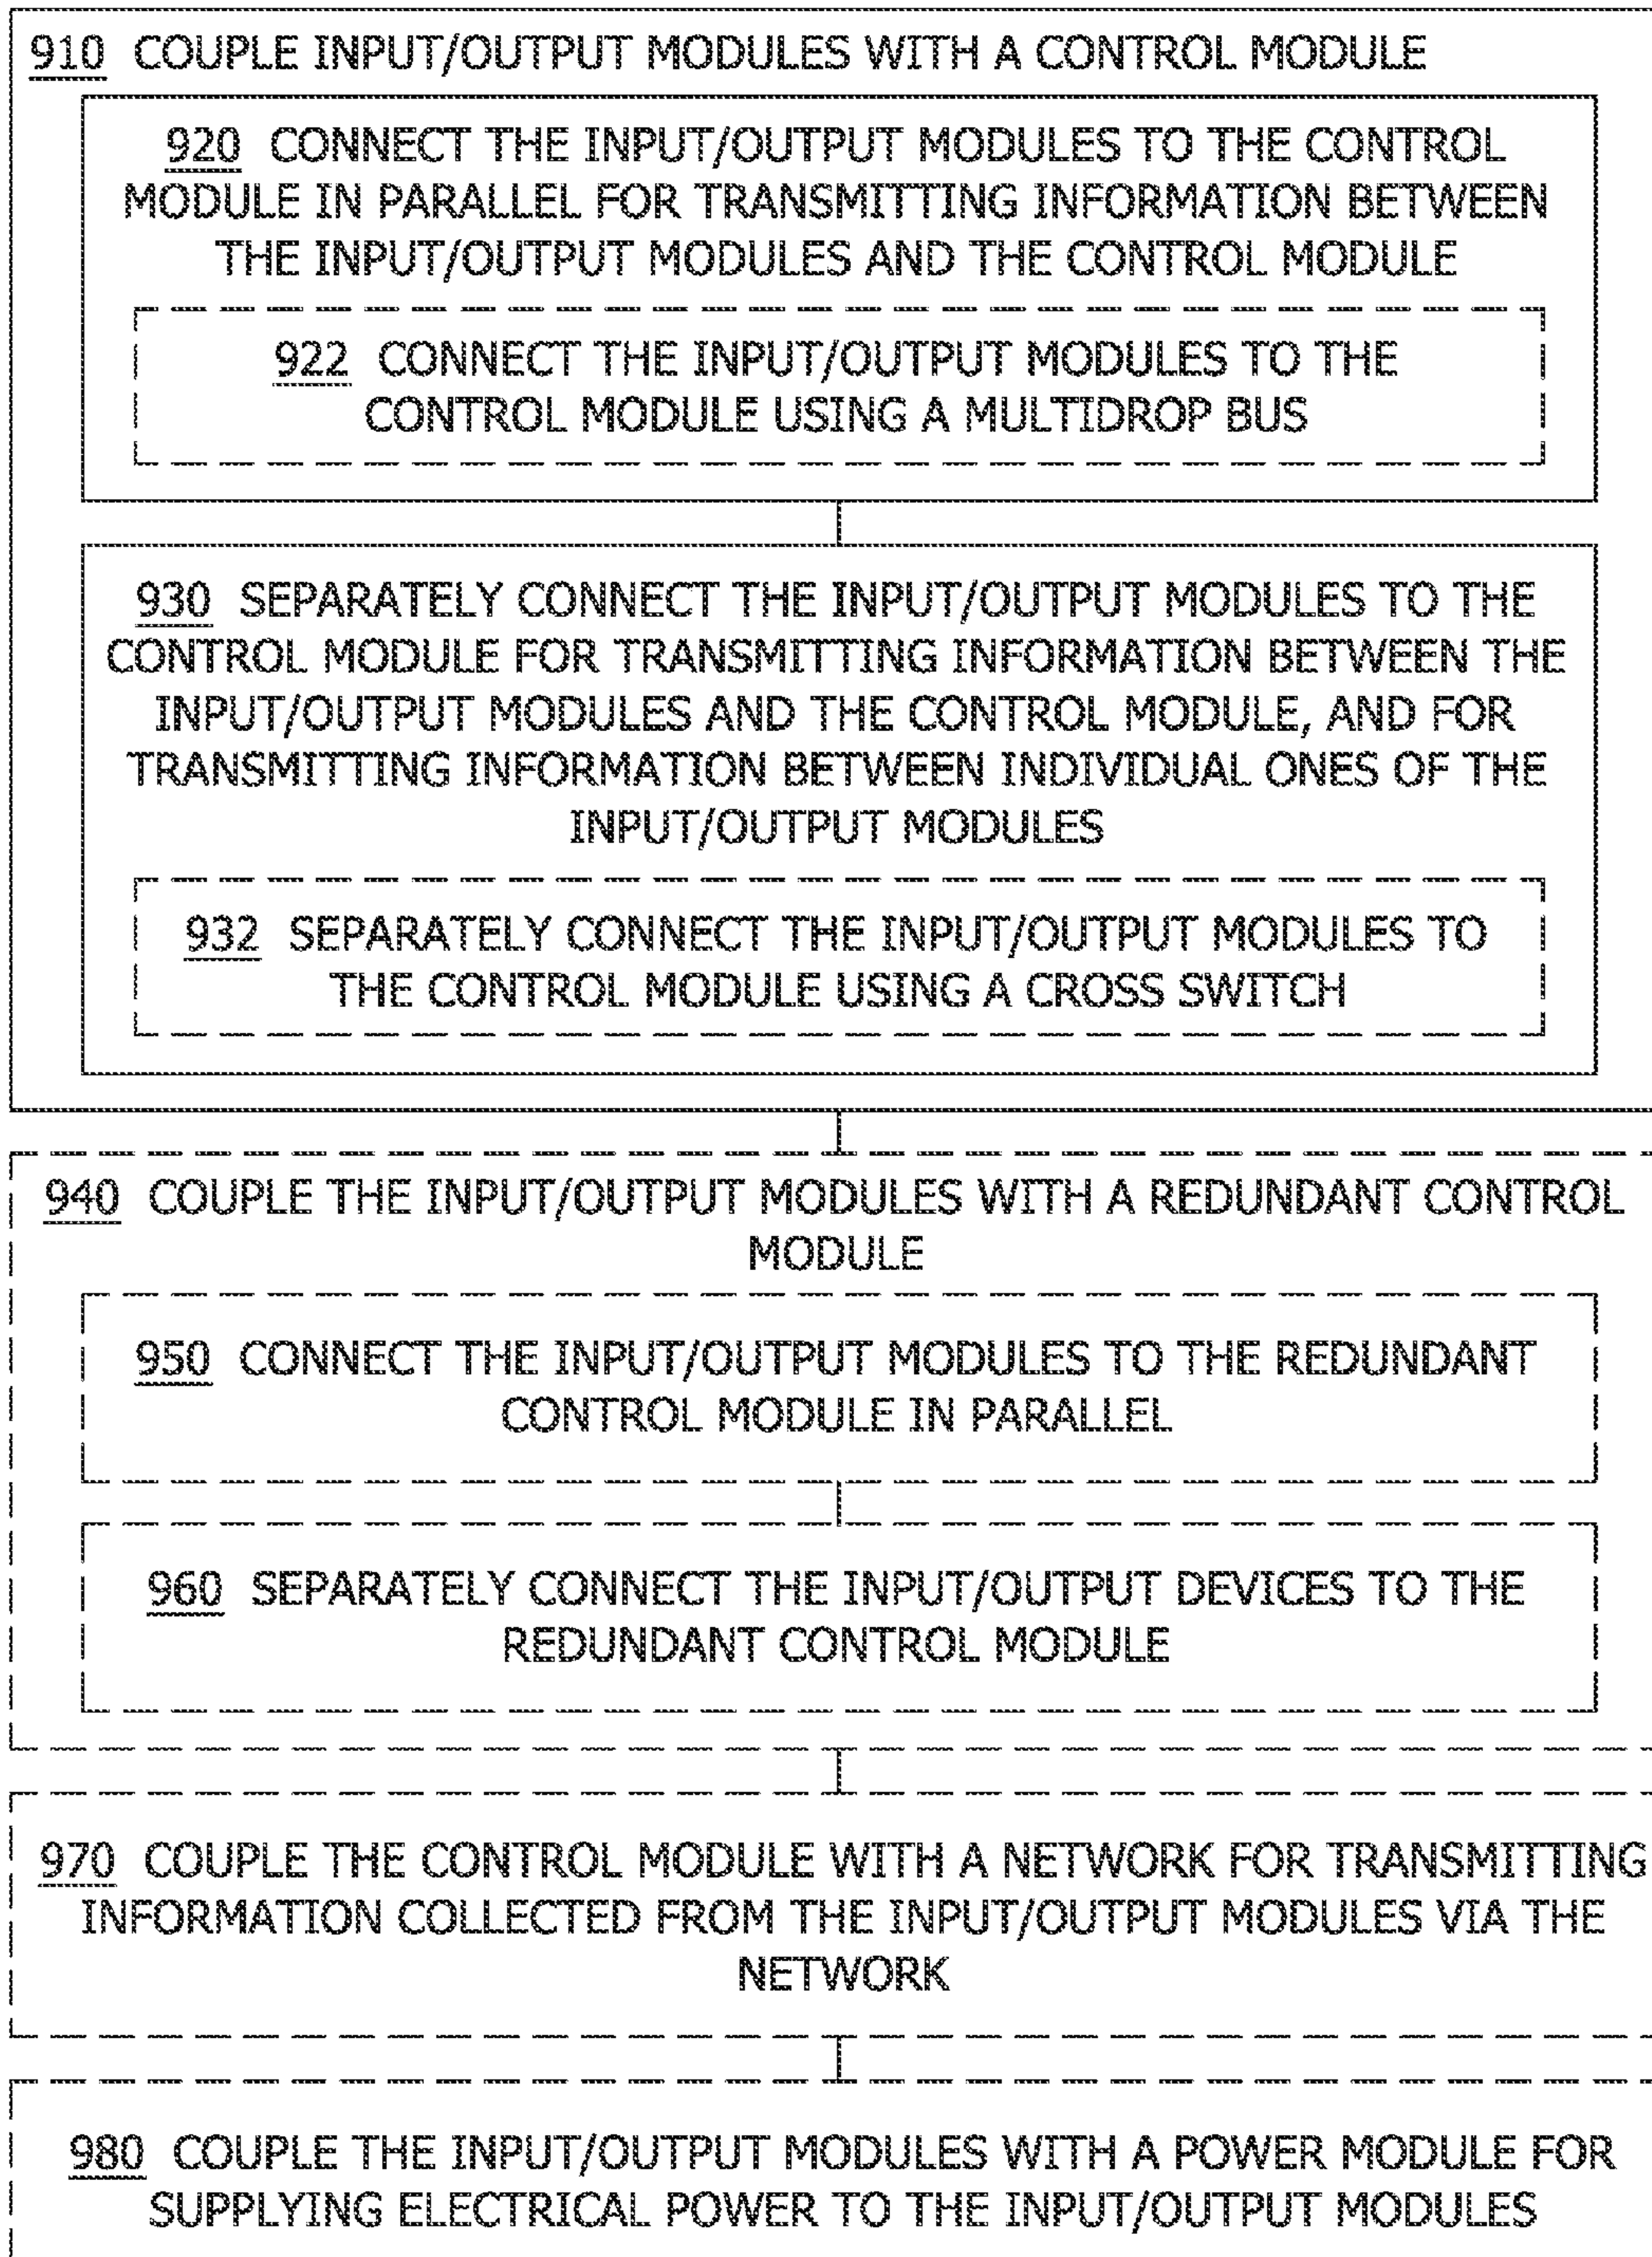 910 COUPLE INPUT/OUTPUT MODULES WITH A CONTROL MODULE
920 CONNECT THE INPUT/OUTPUT MODULES TO THE CONTROL
MODULE IN PARALLEL FOR TRANSMITTING INFORMATION BETWEEN
THE INPUT/OUTPUT MODULES AND THE CONTROL MODULE
922 CONNECT THE INPUT/OUTPUT MODULES TO THE
CONTROL MODULE USING A MULTIDROP BUS
930 SEPARATELY CONNECT THE INPUT/OUTPUT MODULES TO THE
CONTROL MODULE FOR TRANSMITTING INFORMATION BETWEEN THE
INPUT/OUTPUT MODULES AND THE CONTROL MODULE, AND FOR
TRANSMITTING INFORMATION BETWEEN INDIVIDUAL ONES OF THE
INPUT/OUTPUT MODULES
932 SEPARATELY CONNECT THE INPUT/OUTPUT MODULES TO
THE CONTROL MODULE USING A CROSS SWITCH
940 COUPLE THE INPUT/OUTPUT MODULES WITH A REDUNDANT CONTROL
MODULE
950 CONNECT THE INPUT/OUTPUT MODULES TO THE REDUNDANT
CONTROL MODULE IN PARALLEL
960 SEPARATELY CONNECT THE INPUT/OUTPUT DEVICES TO THE
REDUNDANT CONTROL MODULE
970 COUPLE THE CONTROL MODULE WITH A NETWORK FOR TRANSMITTING
INFORMATION COLLECTED FROM THE INPUT/OUTPUT MODULES VIA THE
NETWORK
980 COUPLE THE INPUT/OUTPUT MODULES WITH A POWER MODULE FOR
SUPPLYING ELECTRICAL POWER TO THE INPUT/OUTPUT MODULES